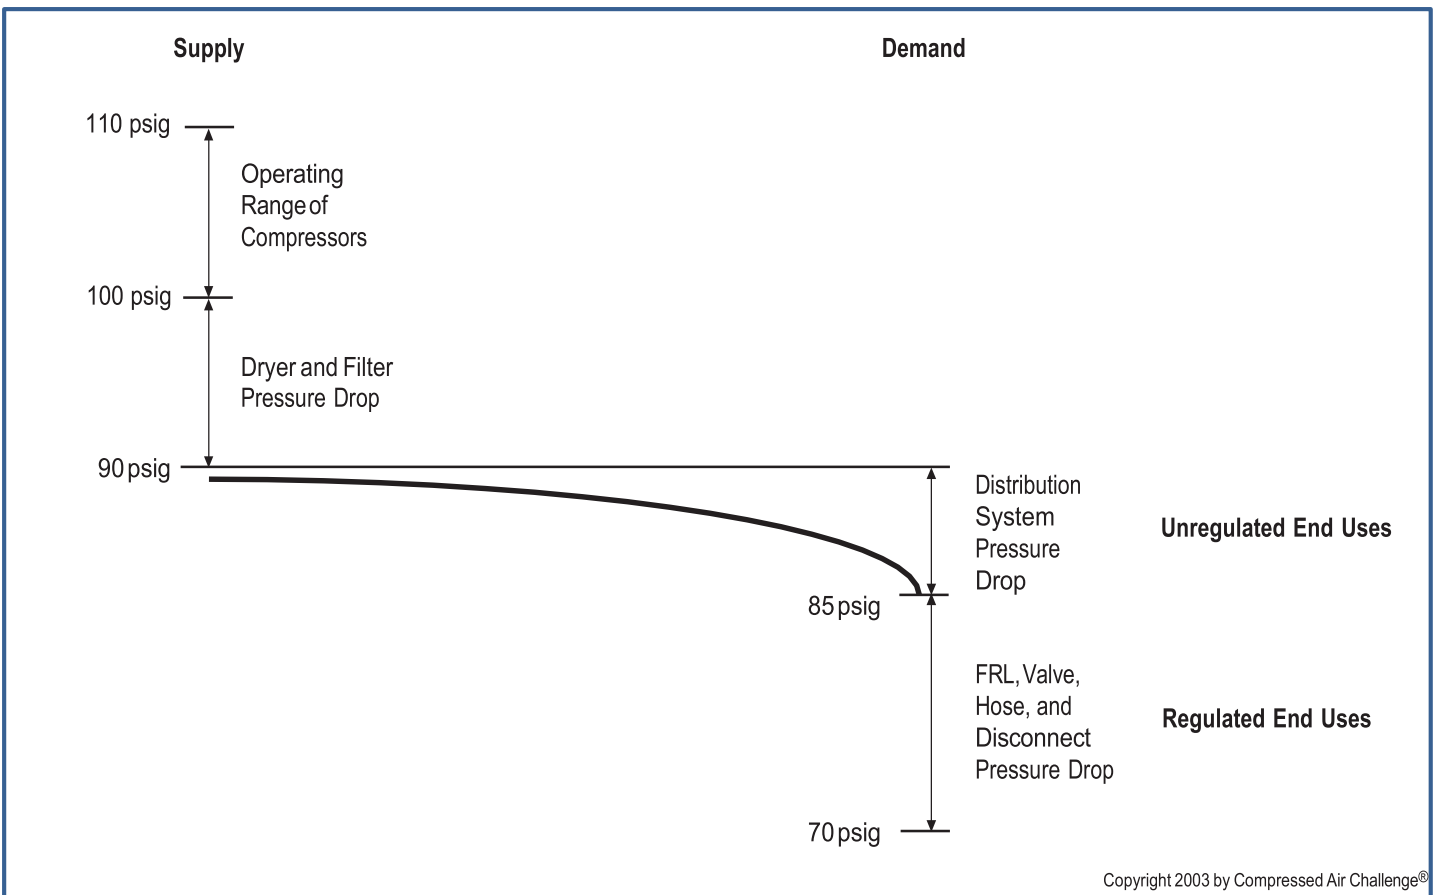 Supply
Demand
110 psig
Operating
Range of
Compressors
100 psig
Dryer and Filter
Pressure Drop
90 psig
Distribution
System
Pressure
Drop
Unregulated End Uses
85 psig
FRL, Valve,
Hose, and
Disconnect
Pressure Drop
Regulated End Uses
70 psig
Copyright 2003 by Compressed Air Challenge®